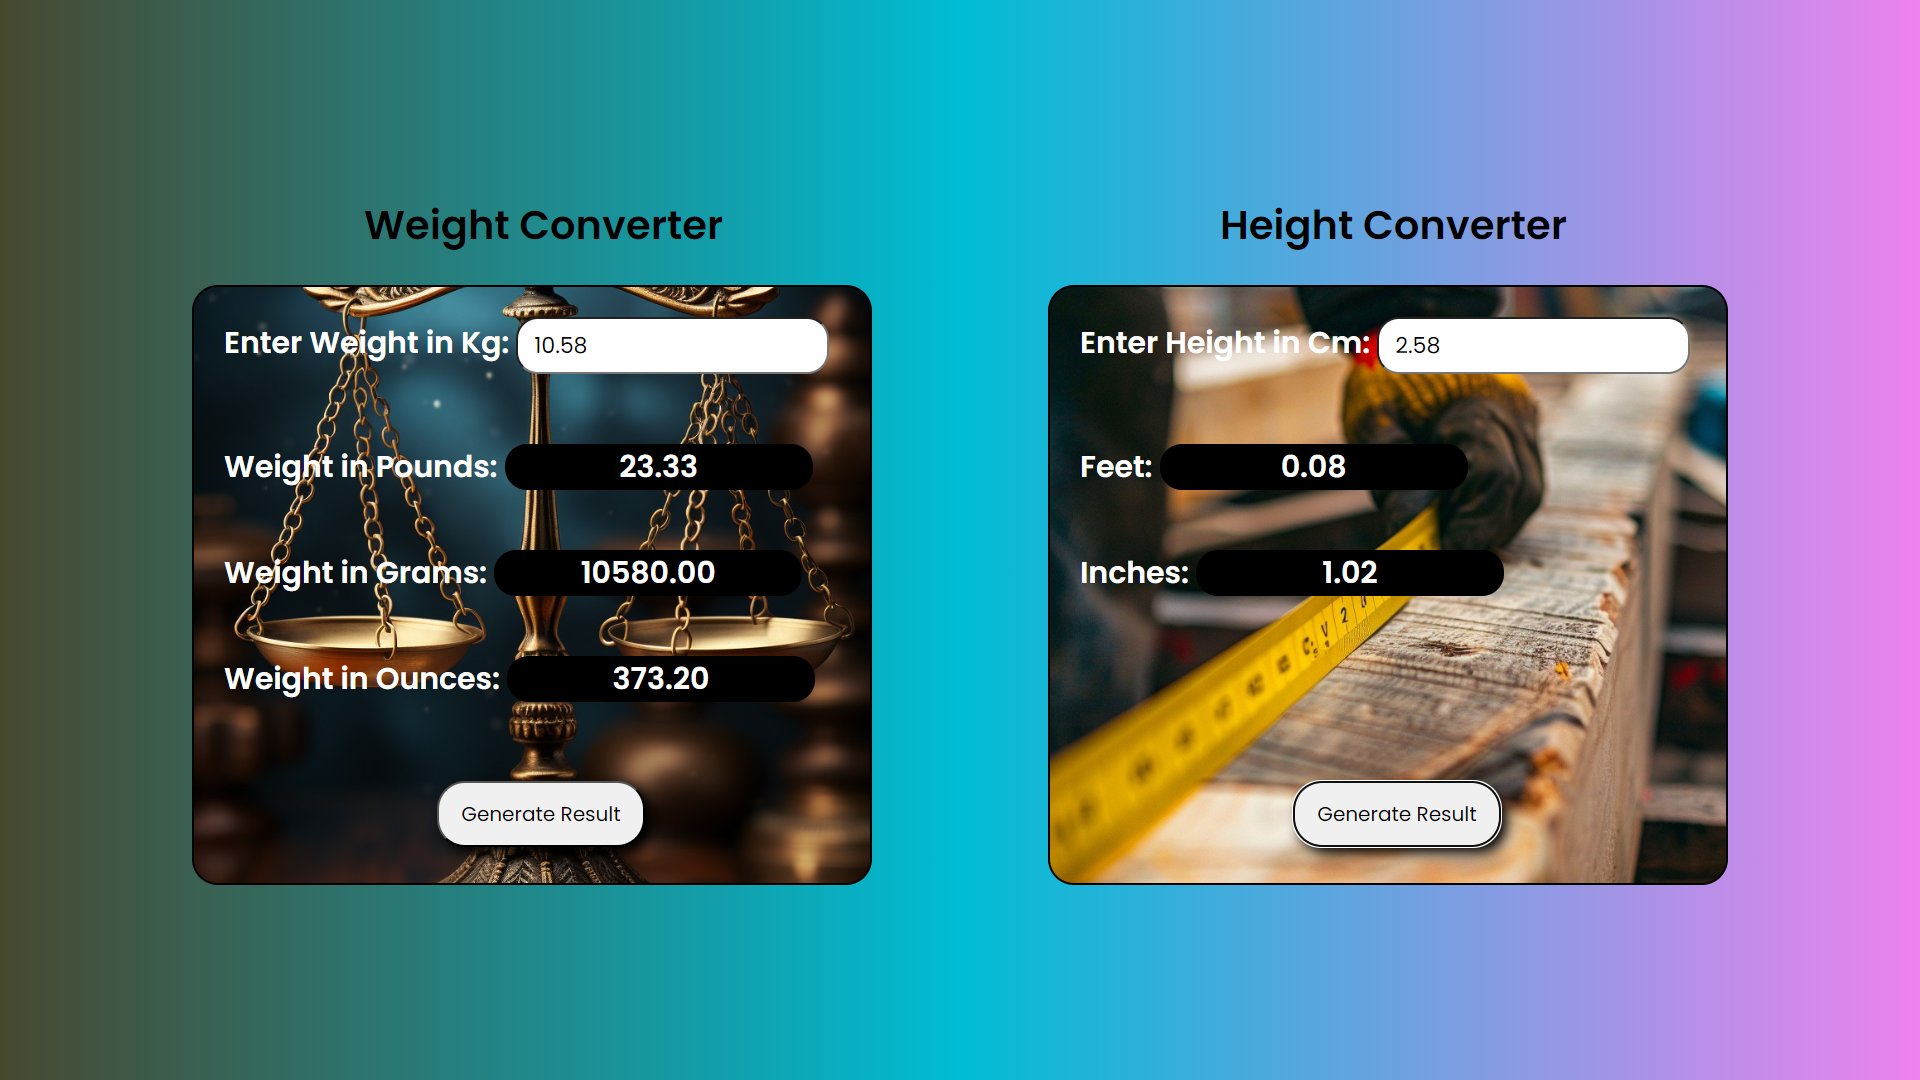 Weight Converter
Enter Weight in Kg: 10.58
Weight in Pounds: 23.33
Weight in Grams: 10580.00
Weight in Ounces: 373.20
Generate Result
Height Converter
Enter Height in Cm: 2.58
Feet: 0.08
Inches: 1.02
Generate Result